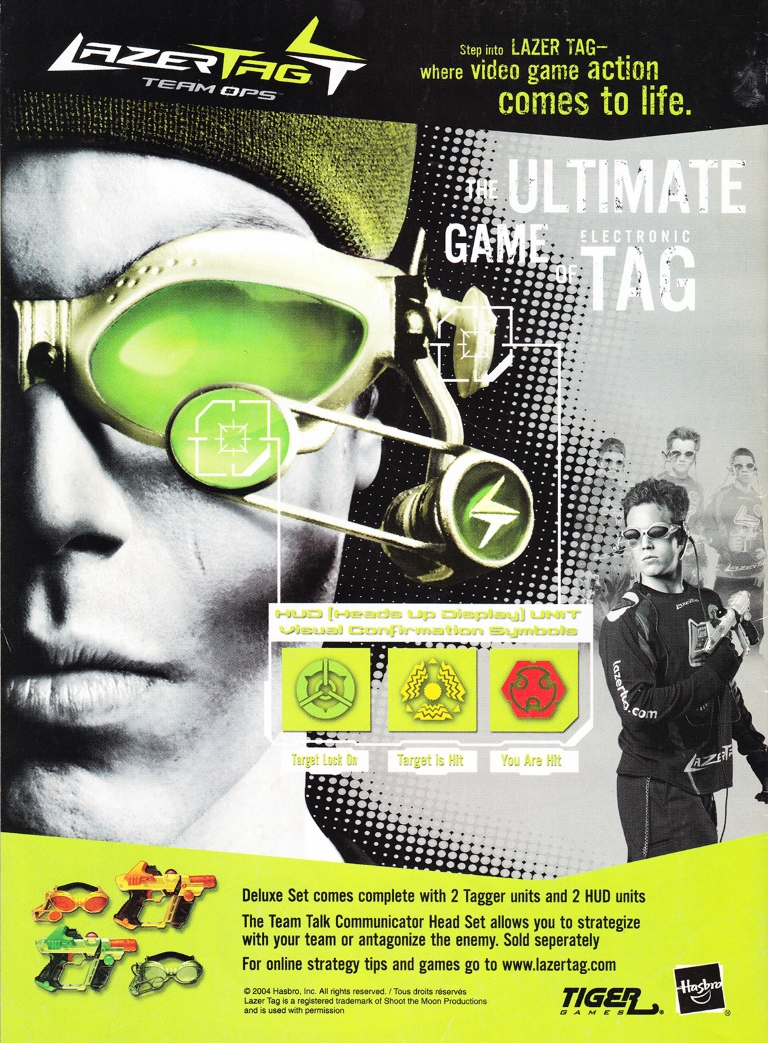 LAZER TAG®
TEAM OPS™
Step into LAZER TAG–
where video game action
comes to life.
THE ULTIMATE
GAME OF ELECTRONIC TAG
HUD (Heads Up Display) UNIT
Visual Confirmation Symbols
Target Lock On
Target is Hit
You Are Hit
lazertag.com
LAZERT
Deluxe Set comes complete with 2 Tagger units and 2 HUD units
The Team Talk Communicator Head Set allows you to strategize
with your team or antagonize the enemy. Sold seperately
For online strategy tips and games go to www.lazertag.com
© 2004 Hasbro, Inc. All rights reserved. / Tous droits réservés
Lazer Tag is a registered trademark of Shoot the Moon Productions
and is used with permission
TIGER®
GAMES
Hasbro®